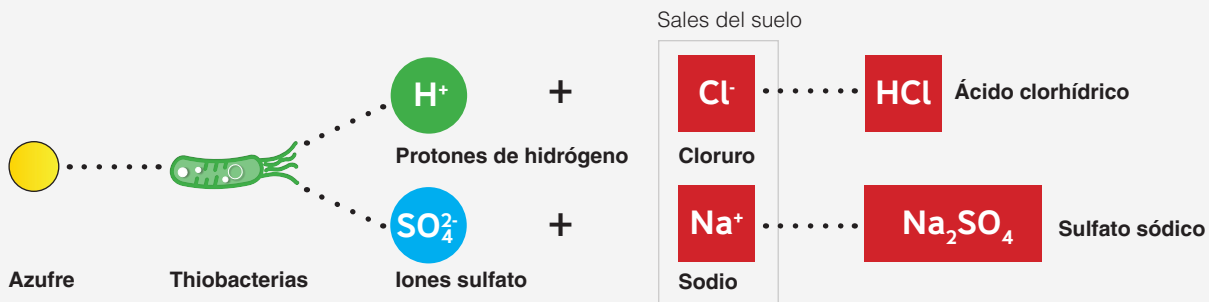 Sales del suelo
H⁺ + Cl⁻ HCl Ácido clorhídrico
Protones de hidrógeno Cloruro
SO₄²⁻ + Na⁺ Na₂SO₄ Sulfato sódico
Azufre Thiobacterias Iones sulfato Sodio